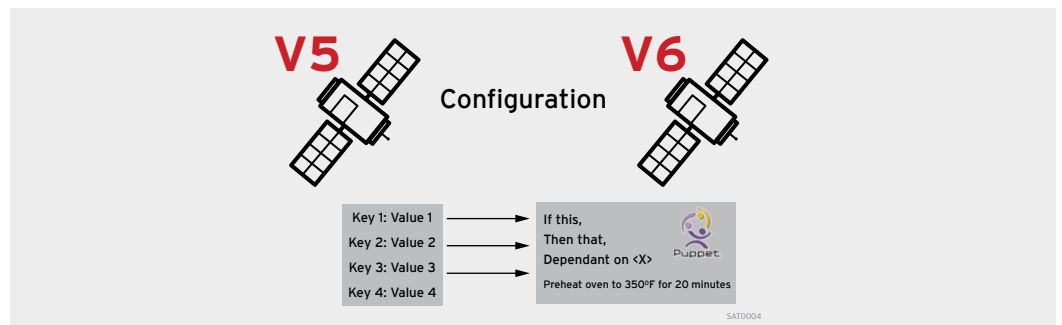 V5
V6
Configuration
Key 1: Value 1
Key 2: Value 2
Key 3: Value 3
Key 4: Value 4
If this,
Then that,
Dependant on <X>
Puppet
Preheat oven to 350ºF for 20 minutes
SAT0004